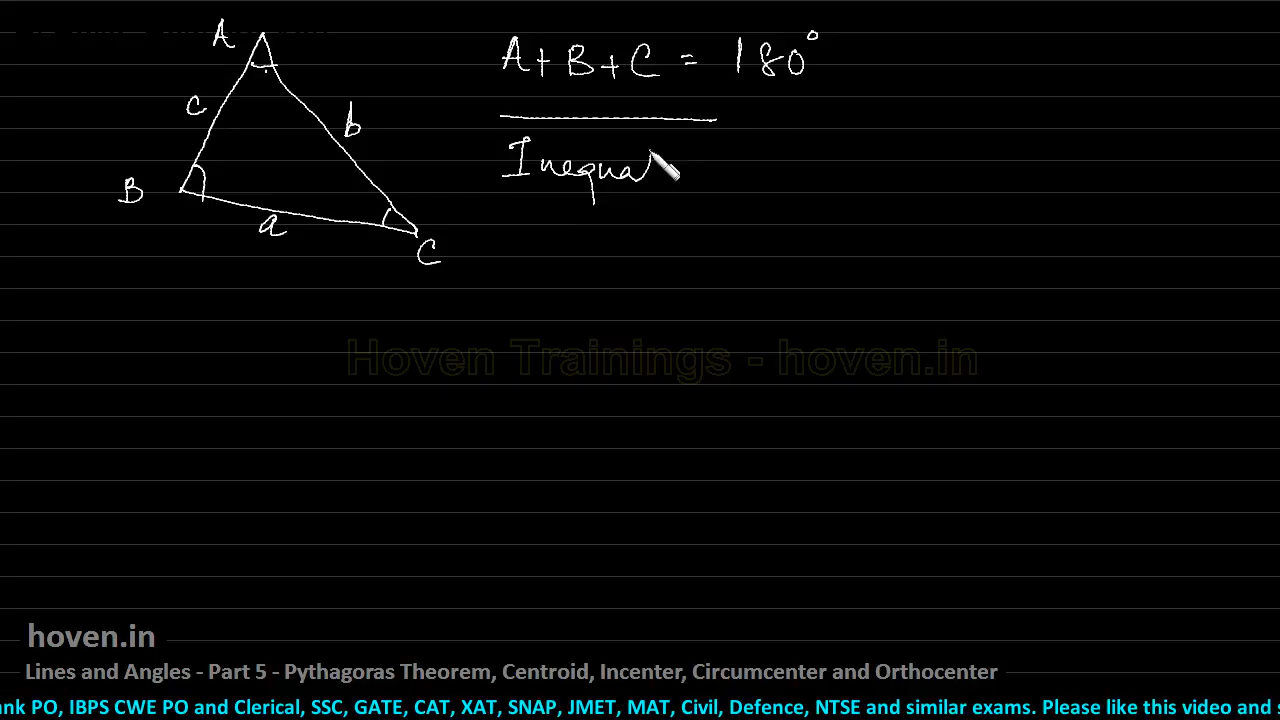 A
A+B+C = 180°
c
b
Inequal
B
a
C
Hoven Trainings - hoven.in
hoven.in
Lines and Angles - Part 5 - Pythagoras Theorem, Centroid, Incenter, Circumcenter and Orthocenter
nk PO, IBPS CWE PO and Clerical, SSC, GATE, CAT, XAT, SNAP, JMET, MAT, Civil, Defence, NTSE and similar exams. Please like this video and s